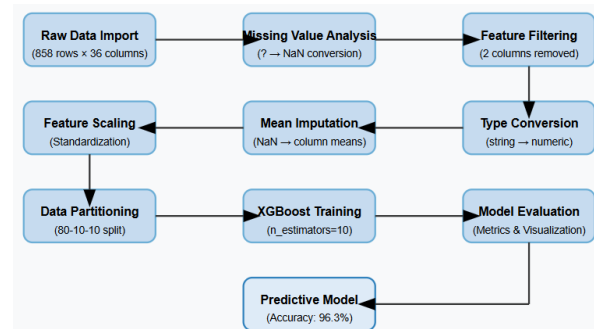 Raw Data Import
(858 rows × 36 columns)
Missing Value Analysis
(? → NaN conversion)
Feature Filtering
(2 columns removed)
Type Conversion
(string → numeric)
Mean Imputation
(NaN → column means)
Feature Scaling
(Standardization)
Data Partitioning
(80-10-10 split)
XGBoost Training
(n_estimators=10)
Model Evaluation
(Metrics & Visualization)
Predictive Model
(Accuracy: 96.3%)